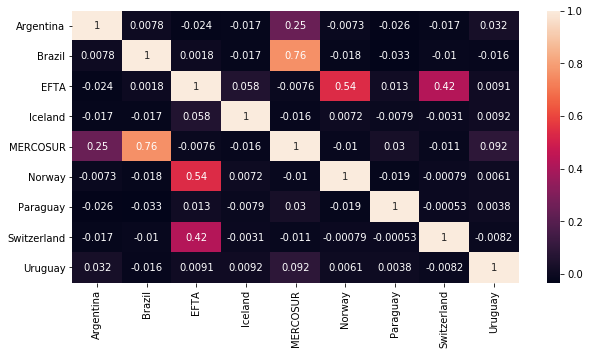 Argentina 1 0.0078 -0.024 -0.017 0.25 -0.0073 -0.026 -0.017 0.032
Brazil 0.0078 1 0.0018 -0.017 0.76 -0.018 -0.033 -0.01 -0.016
EFTA -0.024 0.0018 1 0.058 -0.0076 0.54 0.013 0.42 0.0091
Iceland -0.017 -0.017 0.058 1 -0.016 0.0072 -0.0079 -0.0031 0.0092
MERCOSUR 0.25 0.76 -0.0076 -0.016 1 -0.01 0.03 -0.011 0.092
Norway -0.0073 -0.018 0.54 0.0072 -0.01 1 -0.019 -0.00079 0.0061
Paraguay -0.026 -0.033 0.013 -0.0079 0.03 -0.019 1 -0.00053 0.0038
Switzerland -0.017 -0.01 0.42 -0.0031 -0.011 -0.00079 -0.00053 1 -0.0082
Uruguay 0.032 -0.016 0.0091 0.0092 0.092 0.0061 0.0038 -0.0082 1
Argentina
Brazil
EFTA
Iceland
MERCOSUR
Norway
Paraguay
Switzerland
Uruguay
1.0
0.8
0.6
0.4
0.2
0.0